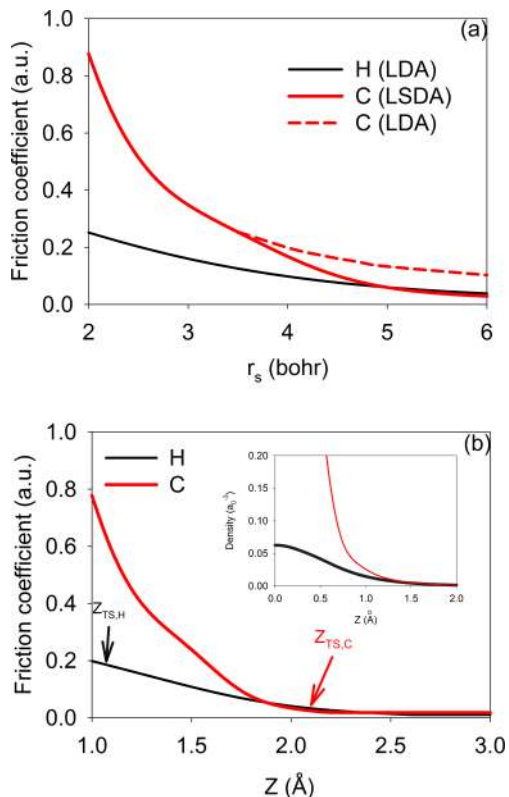 (a)
H (LDA)
C (LSDA)
C (LDA)
Friction coefficient (a.u.)
1.0
0.8
0.6
0.4
0.2
0.0
2 3 4 5 6
r_s (bohr)
(b)
H
C
Friction coefficient (a.u.)
1.0
0.8
0.6
0.4
0.2
0.0
Z_TS,H
Z_TS,C
Density (a_0^-3)
0.20
0.15
0.10
0.05
0.00
0.0 0.5 1.0 1.5 2.0
Z (Å)
1.0 1.5 2.0 2.5 3.0
Z (Å)